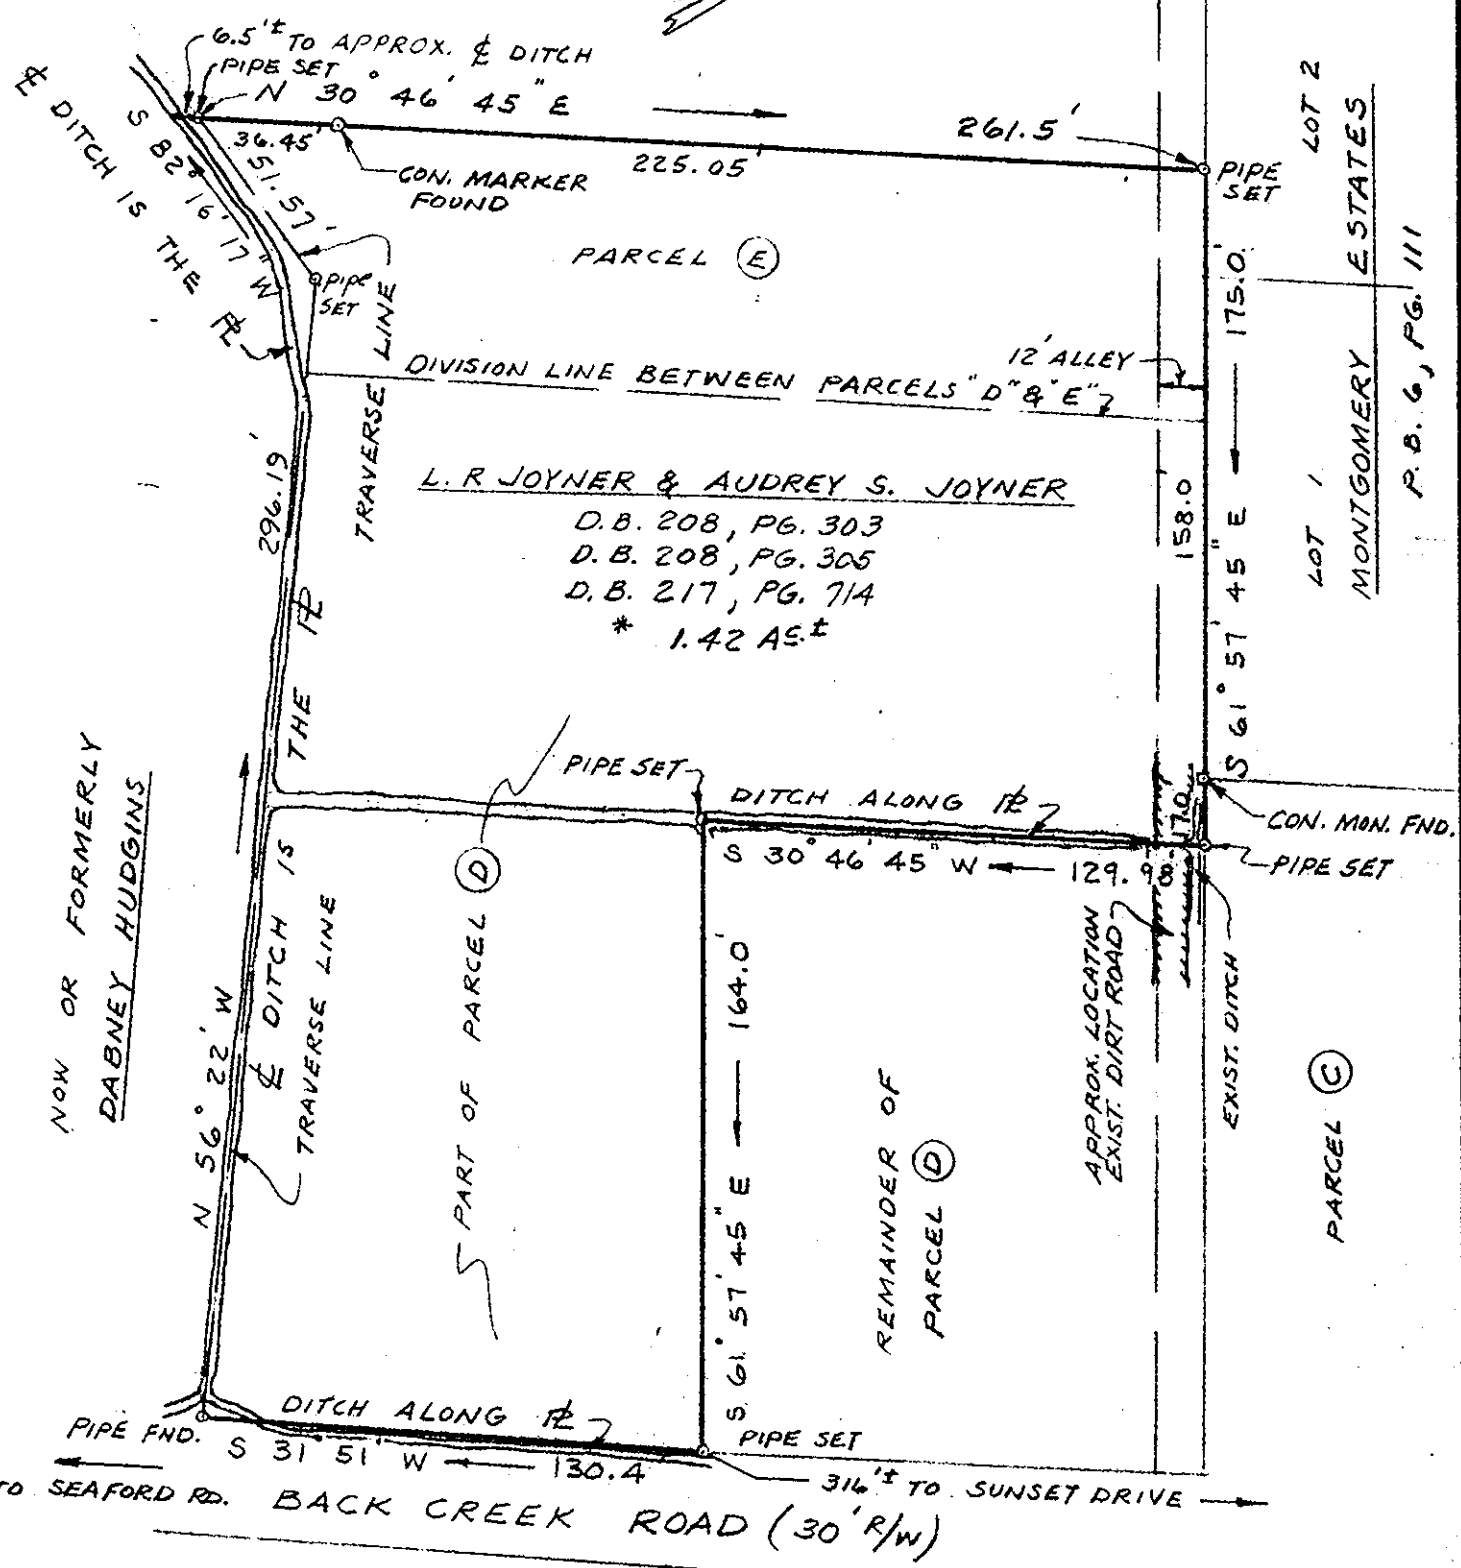 6.5'± TO APPROX. ℄ DITCH
PIPE SET
N 30° 46' 45" E
36.45'
CON. MARKER
FOUND
225.05'
261.5'
PIPE
SET
℄ DITCH IS THE ⅊
S 82° 16' 17" W
51.57'
PIPE
SET
TRAVERSE LINE
PARCEL E
DIVISION LINE BETWEEN PARCELS "D" & "E"
12' ALLEY
175.0'
158.0'
S 61° 57' 45" E
LOT 2
LOT 1
MONTGOMERY ESTATES
P.B. 6, PG. 111
L. R JOYNER & AUDREY S. JOYNER
D.B. 208, PG. 303
D.B. 208, PG. 305
D.B. 217, PG. 714
* 1.42 AC.±
296.19'
N 56° 22' W
℄ DITCH IS THE ⅊
TRAVERSE LINE
NOW OR FORMERLY
DABNEY HUDGINS
PIPE SET
DITCH ALONG ⅊
S 30° 46' 45" W
129.98'
17.0
CON. MON. FND.
PIPE SET
PART OF PARCEL D
164.0'
S 61° 57' 45" E
REMAINDER OF
PARCEL D
APPROX. LOCATION
EXIST. DIRT ROAD
EXIST. DITCH
PARCEL C
PIPE FND.
DITCH ALONG ⅊
S 31° 51' W
130.4
PIPE SET
316'± TO SUNSET DRIVE
TO SEAFORD RD.
BACK CREEK ROAD (30' R/W)